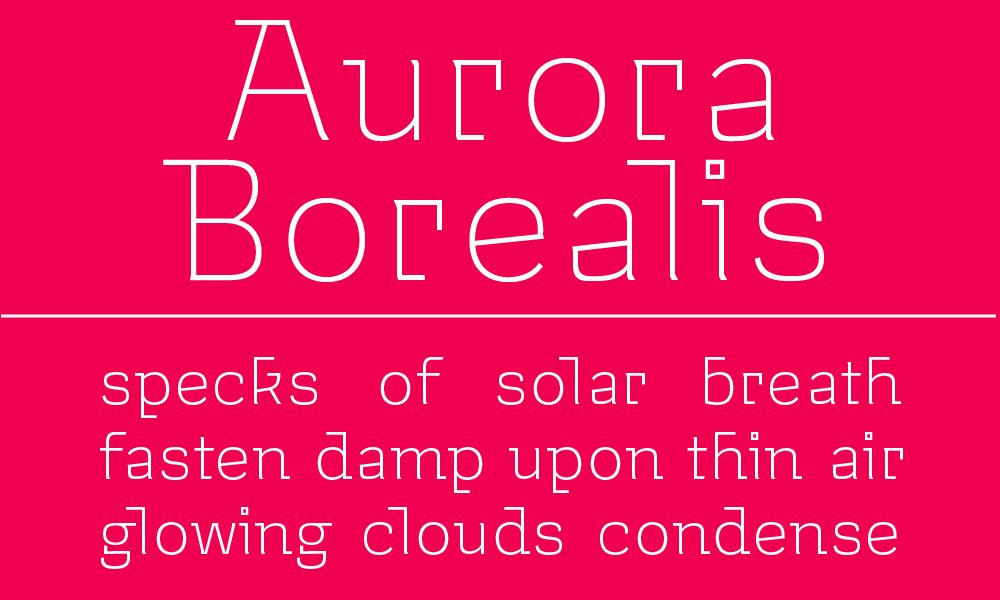 Aurora
Borealis
specks of solar breath
fasten damp upon thin air
glowing clouds condense